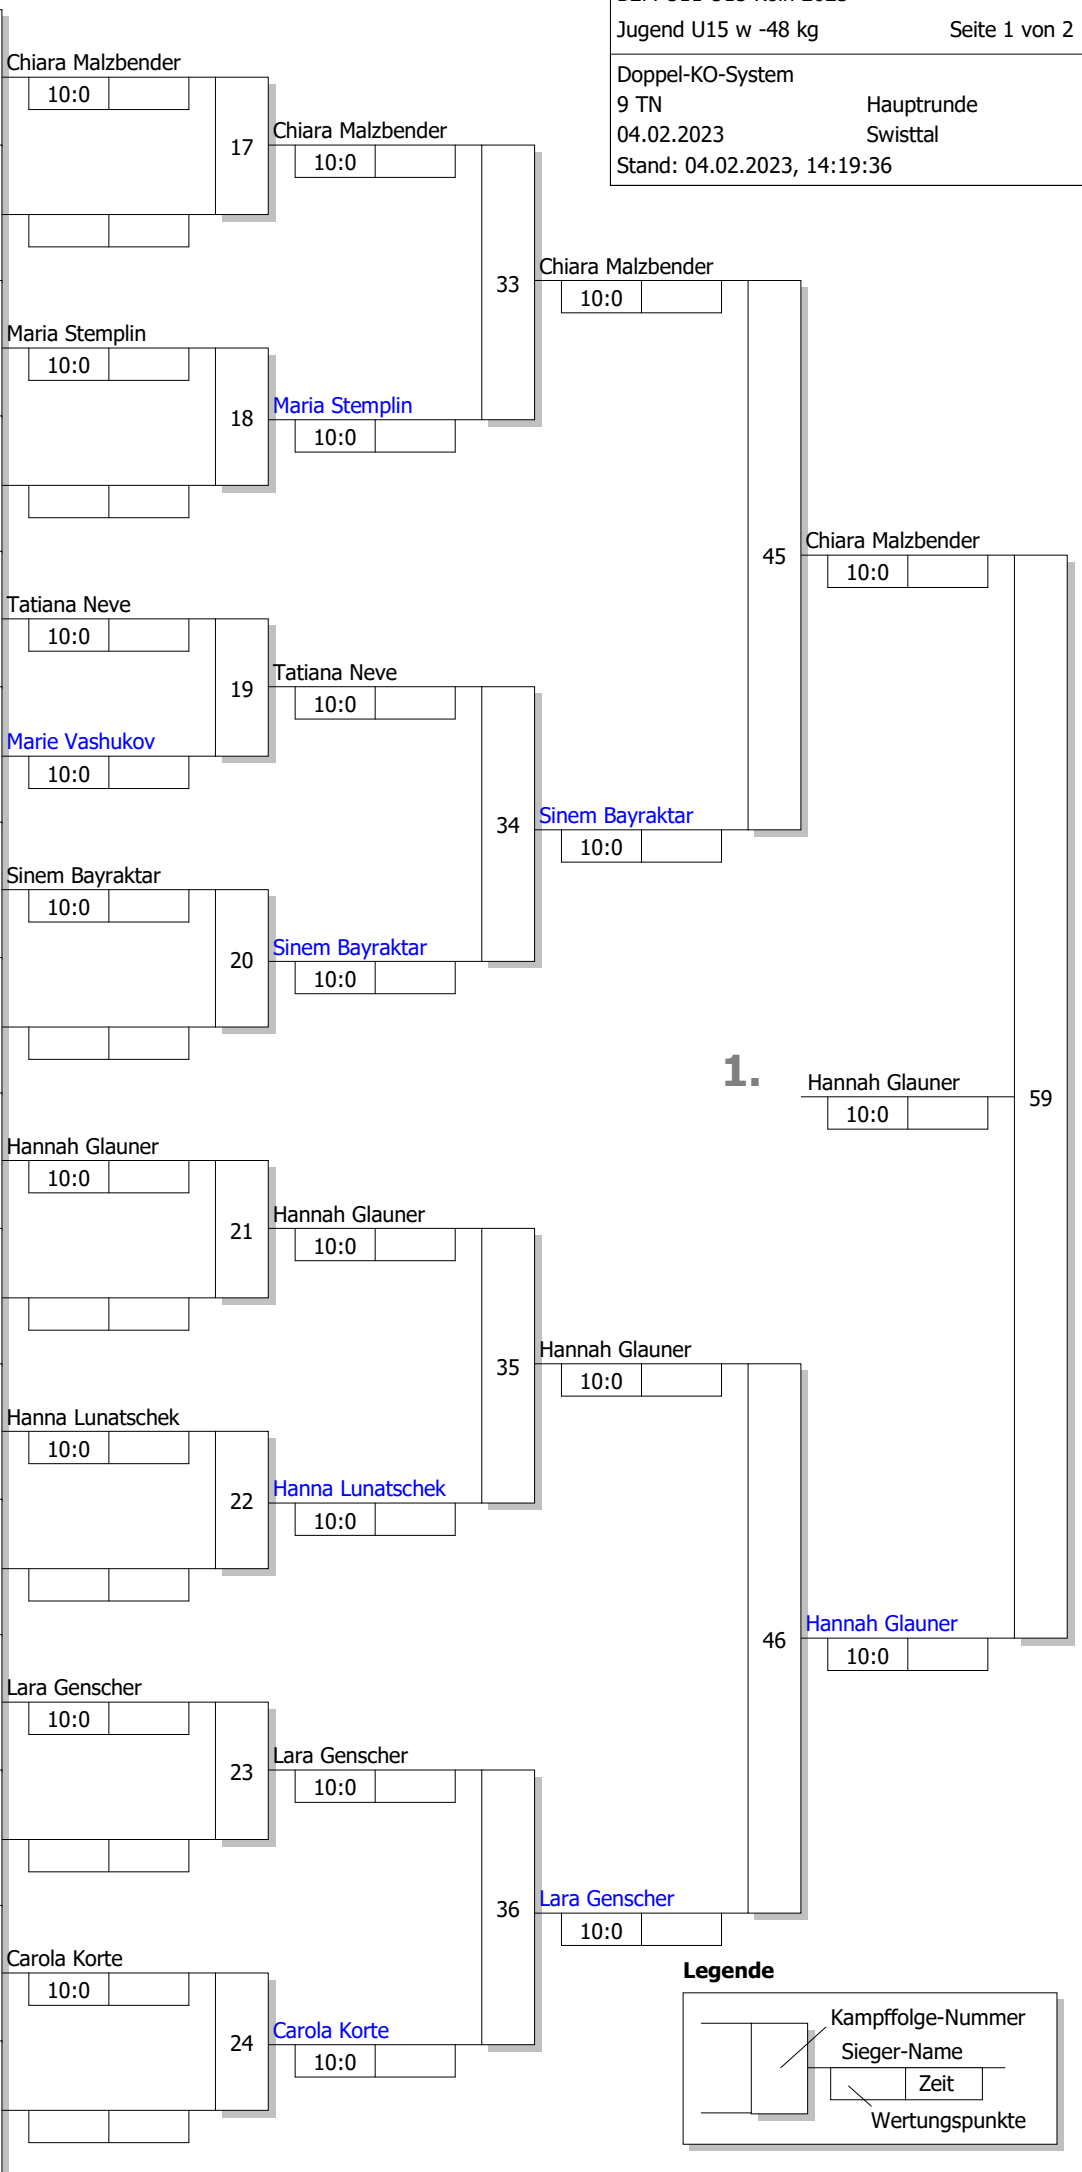 Jugend U15 w -48 kg Seite 1 von 2
Doppel-KO-System
9 TN Hauptrunde
04.02.2023 Swisttal
Stand: 04.02.2023, 14:19:36
Chiara Malzbender
10:0
17
Chiara Malzbender
10:0
Maria Stemplin
10:0
18
Maria Stemplin
10:0
33
Chiara Malzbender
10:0
Tatiana Neve
10:0
19
Marie Vashukov
10:0
Tatiana Neve
10:0
Sinem Bayraktar
10:0
20
Sinem Bayraktar
10:0
34
Sinem Bayraktar
10:0
45
Chiara Malzbender
10:0
1.
Hannah Glauner
10:0
59
Hannah Glauner
10:0
21
Hannah Glauner
10:0
Hanna Lunatschek
10:0
22
Hanna Lunatschek
10:0
35
Hannah Glauner
10:0
46
Hannah Glauner
10:0
Lara Genscher
10:0
23
Lara Genscher
10:0
Carola Korte
10:0
24
Carola Korte
10:0
36
Lara Genscher
10:0
Legende
Kampffolge-Nummer
Sieger-Name
Zeit
Wertungspunkte